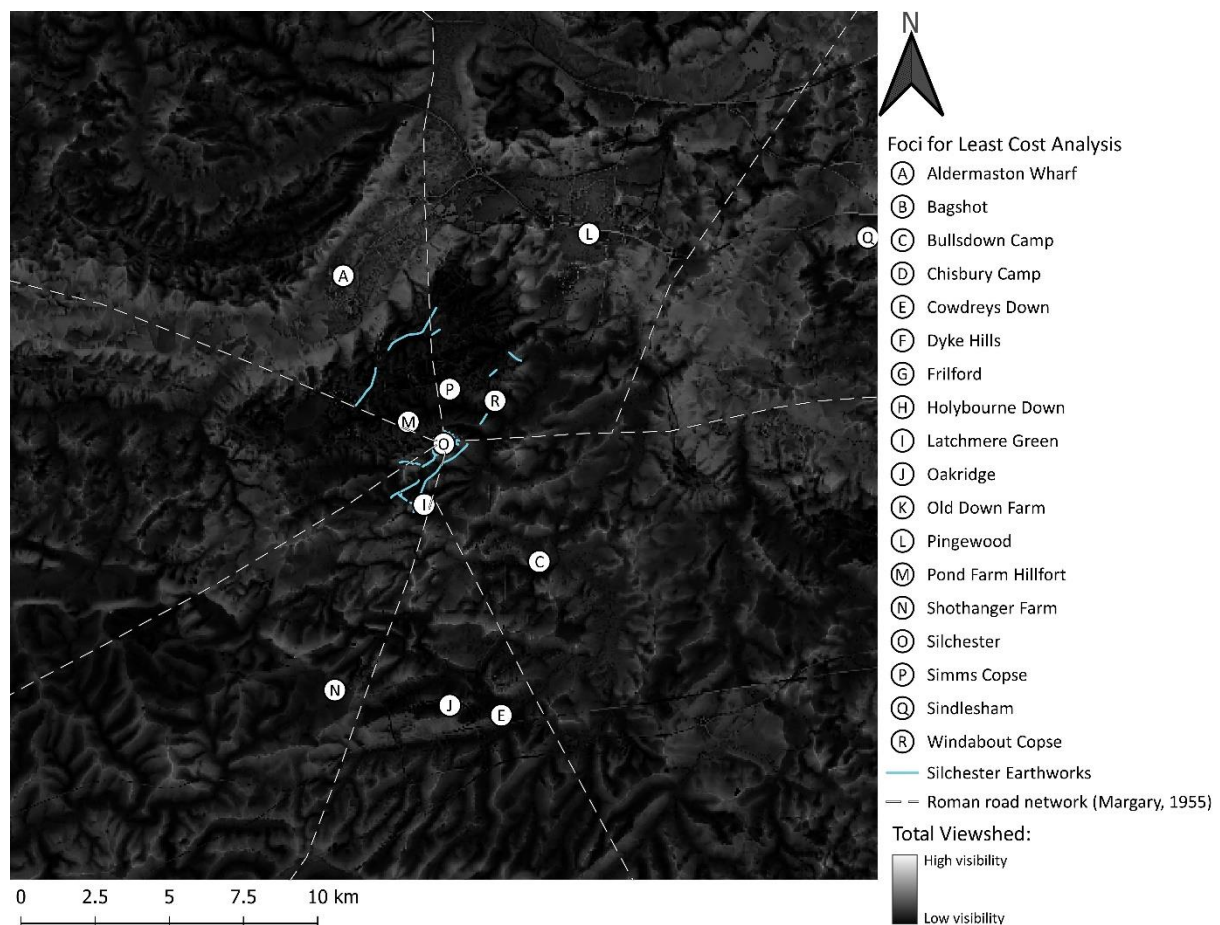 N
Foci for Least Cost Analysis
A Aldermaston Wharf
B Bagshot
C Bullsdown Camp
D Chisbury Camp
E Cowdreys Down
F Dyke Hills
G Frilford
H Holybourne Down
I Latchmere Green
J Oakridge
K Old Down Farm
L Pingewood
M Pond Farm Hillfort
N Shothanger Farm
O Silchester
P Simms Copse
Q Sindlesham
R Windabout Copse
Silchester Earthworks
Roman road network (Margary, 1955)
Total Viewshed:
High visibility
Low visibility
L
Q
A
P
R
M
O
I
C
N
J
E
0 2.5 5 7.5 10 km